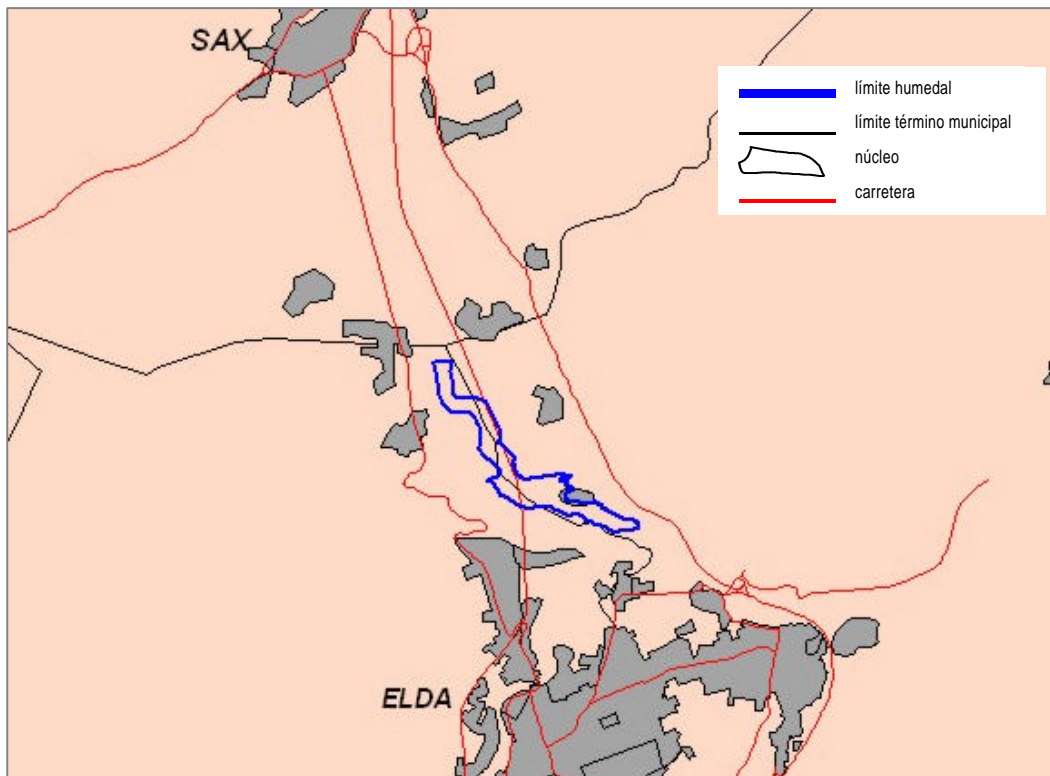 SAX
límite humedal
límite término municipal
núcleo
carretera
ELDA